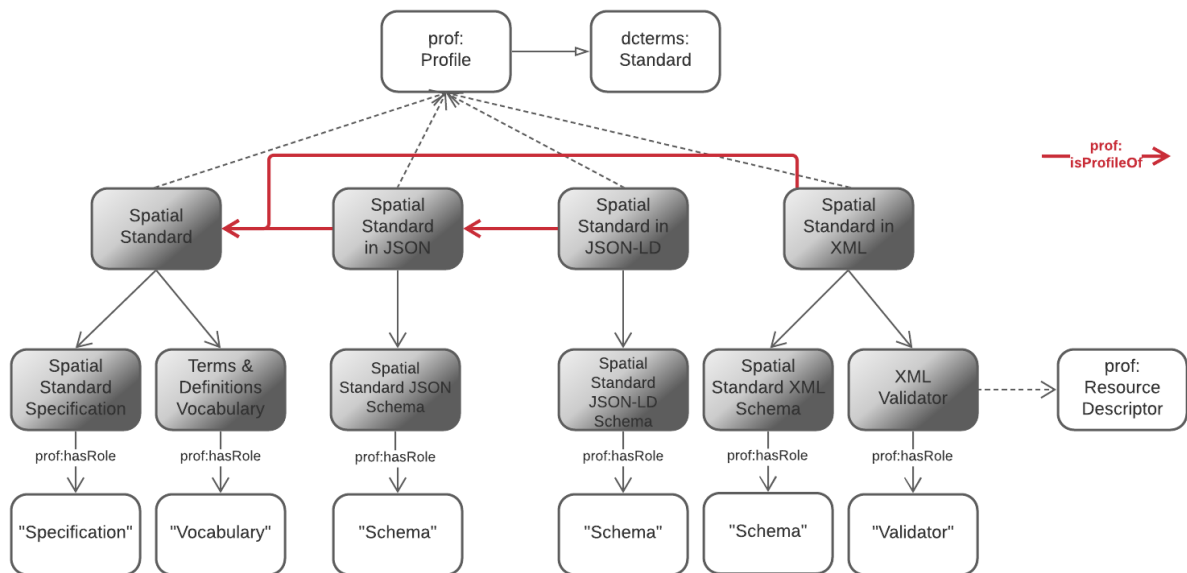 prof:
Profile
dcterms:
Standard
prof:
isProfileOf
Spatial
Standard
Spatial
Standard
in JSON
Spatial
Standard in
JSON-LD
Spatial
Standard in
XML
Spatial
Standard
Specification
Terms &
Definitions
Vocabulary
Spatial
Standard JSON
Schema
Spatial
Standard
JSON-LD
Schema
Spatial
Standard XML
Schema
XML
Validator
prof:
Resource
Descriptor
prof:hasRole
prof:hasRole
prof:hasRole
prof:hasRole
prof:hasRole
prof:hasRole
"Specification"
"Vocabulary"
"Schema"
"Schema"
"Schema"
"Validator"